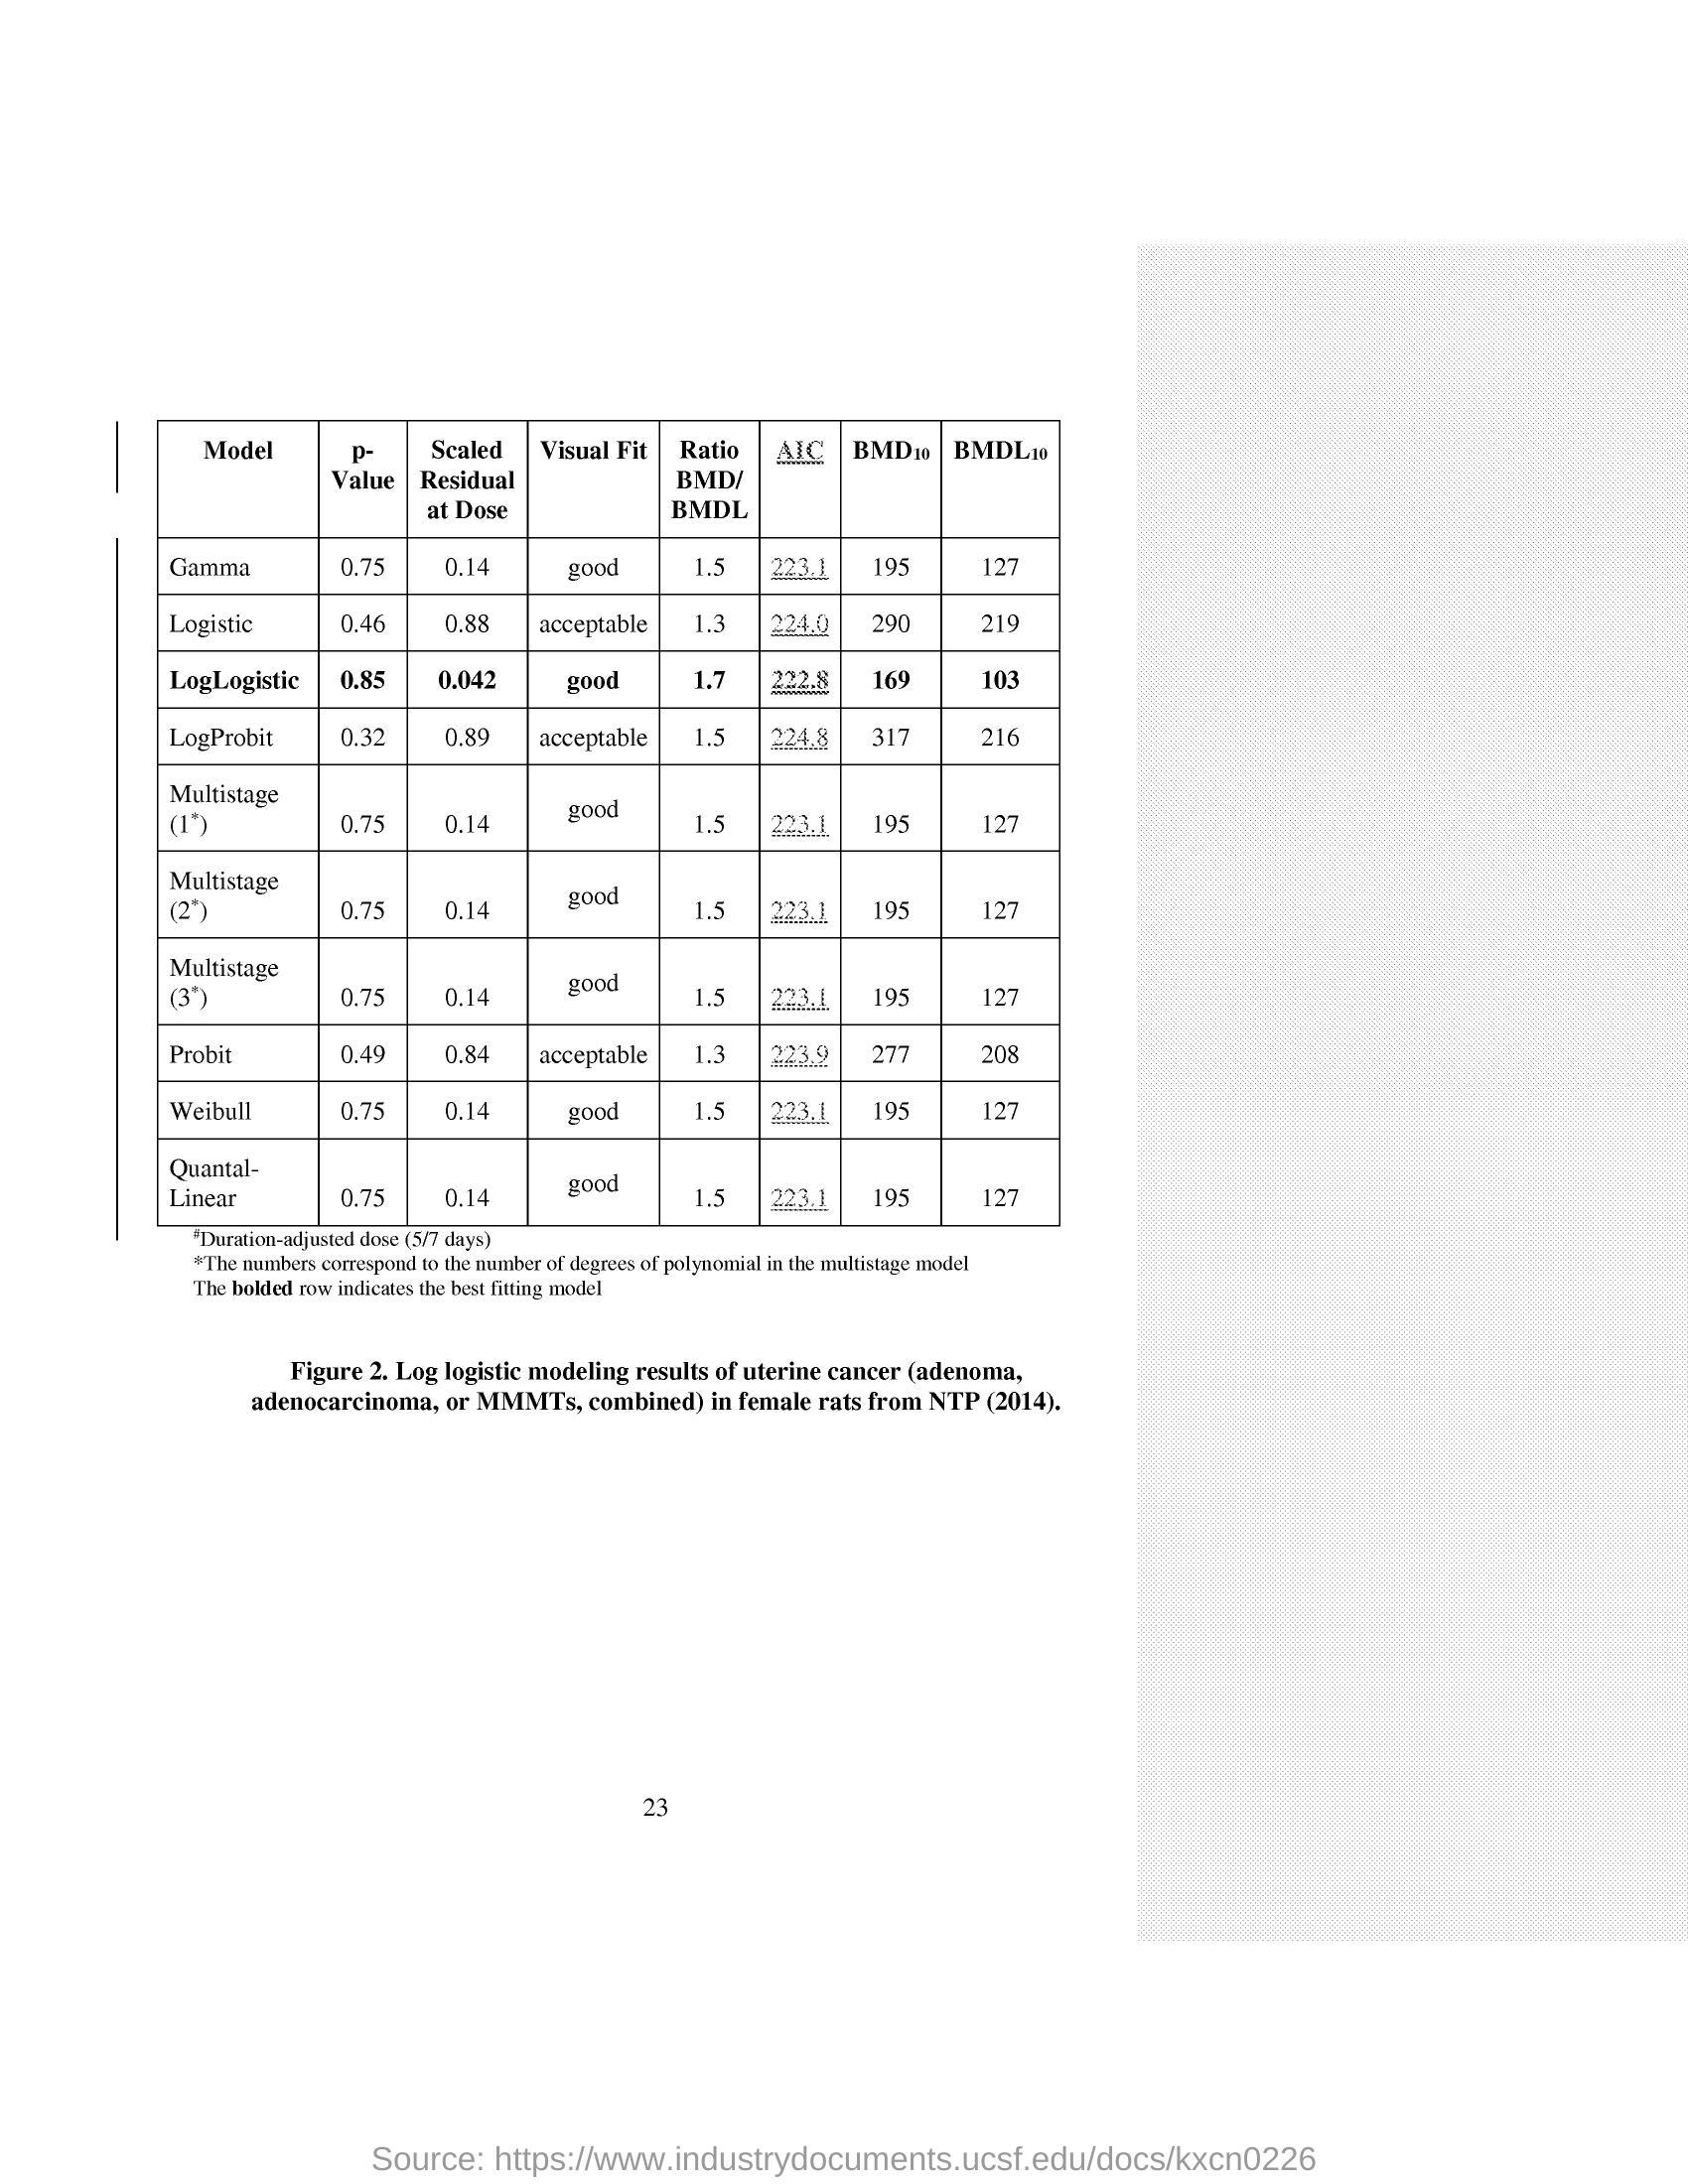 Model p- Value Scaled Residual at Dose Visual Fit Ratio BMD/ BMDL AIC BMD10 BMDL10
Gamma 0.75 0.14 good 1.5 223.1 195 127
Logistic 0.46 0.88 acceptable 1.3 224.0 290 219
LogLogistic 0.85 0.042 good 1.7 222.8 169 103
LogProbit 0.32 0.89 acceptable 1.5 224.8 317 216
Multistage (1*) 0.75 0.14 good 1.5 223.1 195 127
Multistage (2*) 0.75 0.14 good 1.5 223.1 195 127
Multistage (3*) 0.75 0.14 good 1.5 223.1 195 127
Probit 0.49 0.84 acceptable 1.3 223.9 277 208
Weibull 0.75 0.14 good 1.5 223.1 195 127
Quantal- Linear 0.75 0.14 good 1.5 223.1 195 127
#Duration-adjusted dose (5/7 days)
*The numbers correspond to the number of degrees of polynomial in the multistage model
The bolded row indicates the best fitting model
Figure 2. Log logistic modeling results of uterine cancer (adenoma,
adenocarcinoma, or MMMTs, combined) in female rats from NTP (2014).
23
Source: https://www.industrydocuments.ucsf.edu/docs/kxcn0226